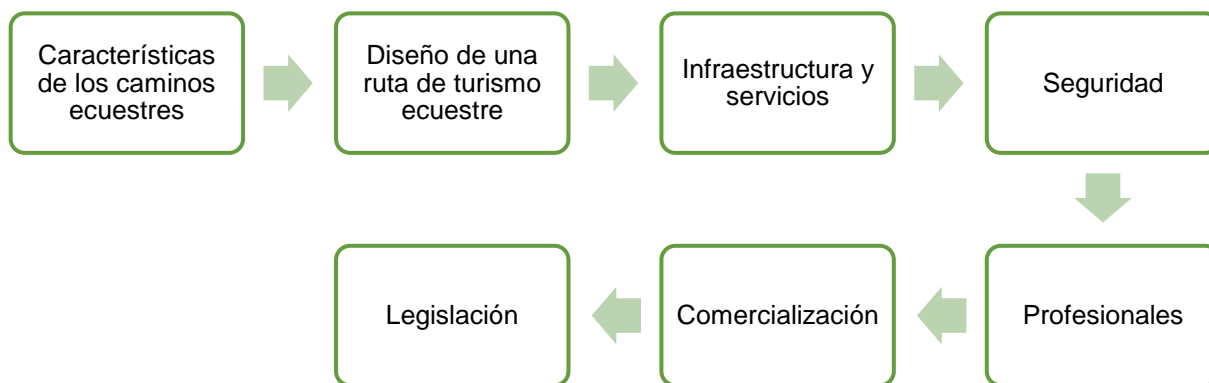 Características
de los caminos
ecuestres
Diseño de una
ruta de turismo
ecuestre
Infraestructura y
servicios
Seguridad
Profesionales
Comercialización
Legislación